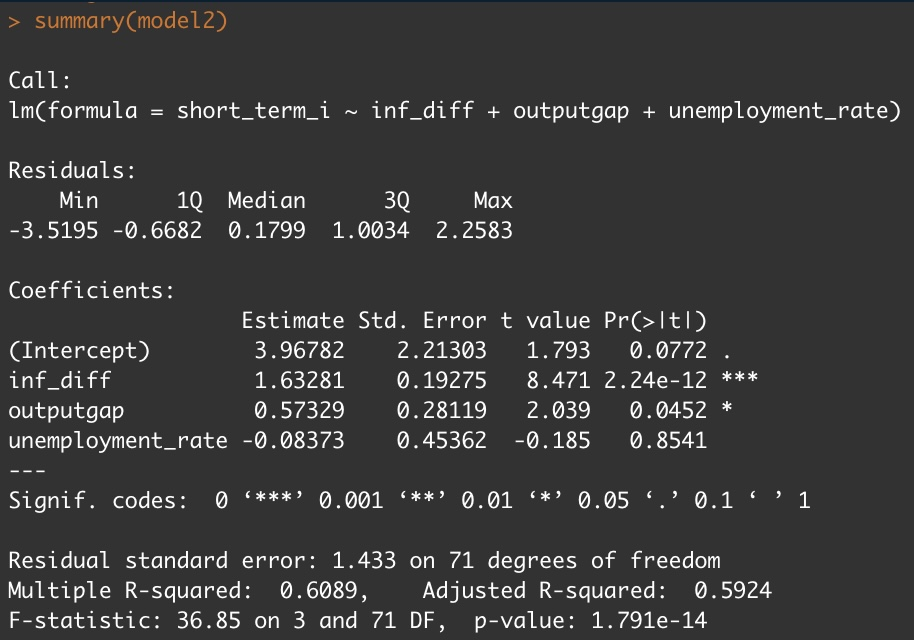 > summary(model2)
Call:
lm(formula = short_term_i ~ inf_diff + outputgap + unemployment_rate)
Residuals:
    Min      1Q  Median      3Q     Max
-3.5195 -0.6682  0.1799  1.0034  2.2583
Coefficients:
                  Estimate Std. Error t value Pr(>|t|)
(Intercept)        3.96782    2.21303   1.793   0.0772 .
inf_diff           1.63281    0.19275   8.471 2.24e-12 ***
outputgap          0.57329    0.28119   2.039   0.0452 *
unemployment_rate -0.08373    0.45362  -0.185   0.8541
---
Signif. codes:  0 ‘***’ 0.001 ‘**’ 0.01 ‘*’ 0.05 ‘.’ 0.1 ‘ ’ 1
Residual standard error: 1.433 on 71 degrees of freedom
Multiple R-squared:  0.6089,	Adjusted R-squared:  0.5924
F-statistic: 36.85 on 3 and 71 DF,  p-value: 1.791e-14